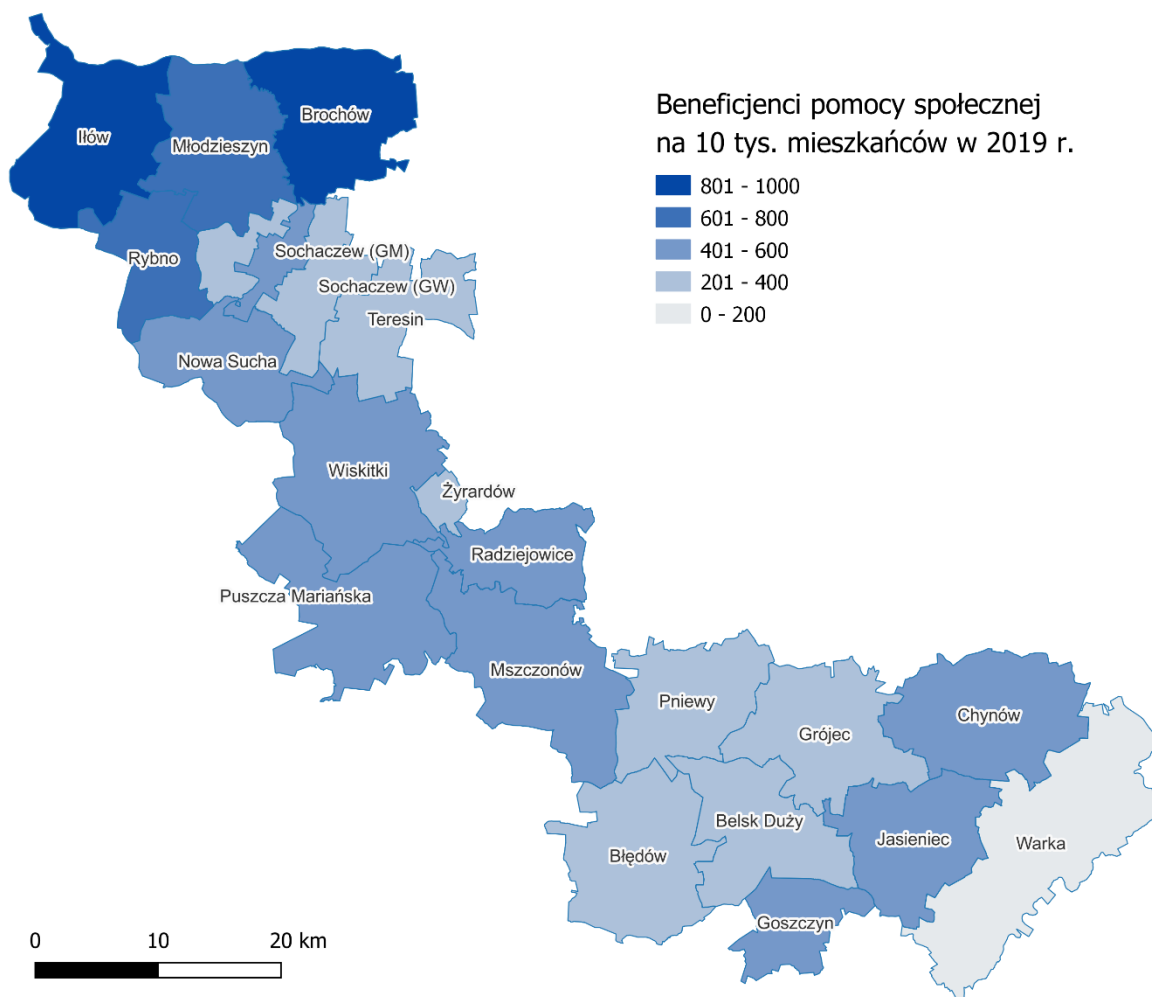 Beneficjenci pomocy społecznej
na 10 tys. mieszkańców w 2019 r.
801 - 1000
601 - 800
401 - 600
201 - 400
0 - 200
Iłów
Brochów
Młodzieszyn
Rybno
Sochaczew (GM)
Sochaczew (GW)
Teresin
Nowa Sucha
Wiskitki
Żyrardów
Radziejowice
Puszcza Mariańska
Mszczonów
Pniewy
Grójec
Chynów
Belsk Duży
Jasieniec
Warka
Błędów
Goszczyn
0 10 20 km